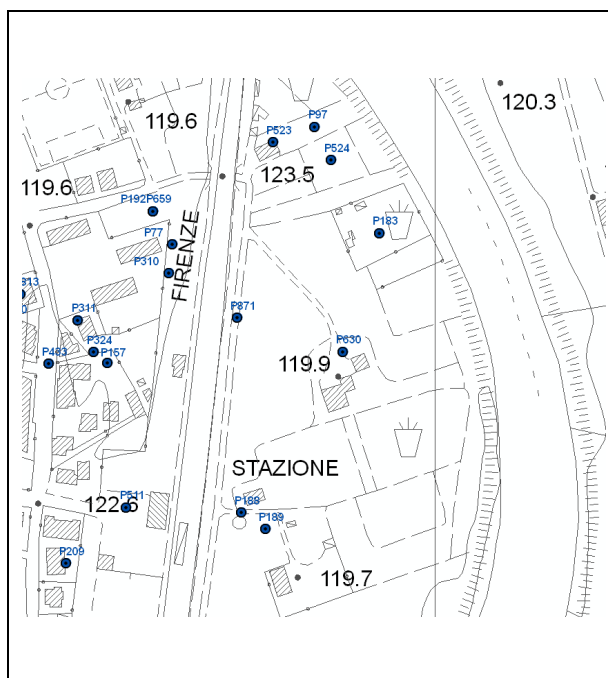 120.3
P97
119.6
P523
123.5
P524
119.6
P192P659
P183
P77
FIRENZE
P310
P311
P871
P324
P630
P157
119.9
STAZIONE
P511
122.6
P188
P189
P209
119.7